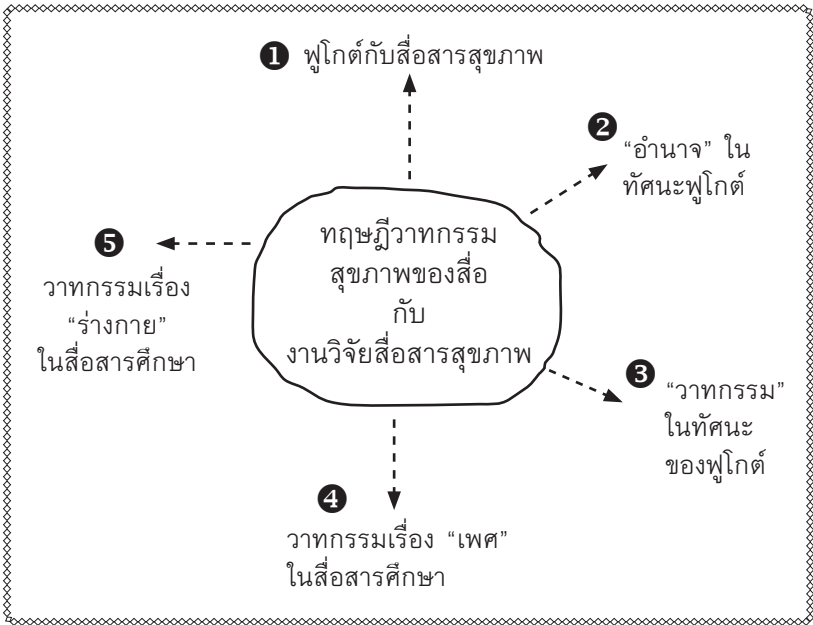 ❶ ฟูโกต์กับสื่อสารสุขภาพ
❷
“อำนาจ” ใน
ทัศนะฟูโกต์
ทฤษฎีวาทกรรม
สุขภาพของสื่อ
กับ
งานวิจัยสื่อสารสุขภาพ
❸
“วาทกรรม”
ในทัศนะ
ของฟูโกต์
❹
วาทกรรมเรื่อง “เพศ”
ในสื่อสารศึกษา
❺
วาทกรรมเรื่อง
“ร่างกาย”
ในสื่อสารศึกษา